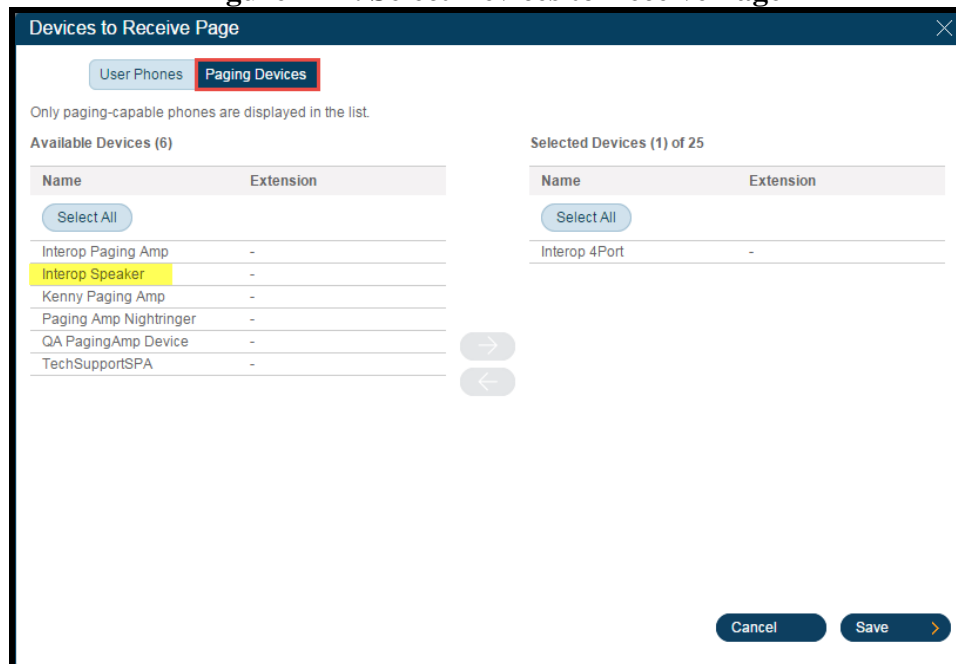 Devices to Receive Page
User Phones Paging Devices
Only paging-capable phones are displayed in the list.
Available Devices (6) Selected Devices (1) of 25
Name Extension Name Extension
Select All Select All
Interop Paging Amp - Interop 4Port -
Interop Speaker -
Kenny Paging Amp -
Paging Amp Nightringer -
QA PagingAmp Device -
TechSupportSPA -
Cancel Save